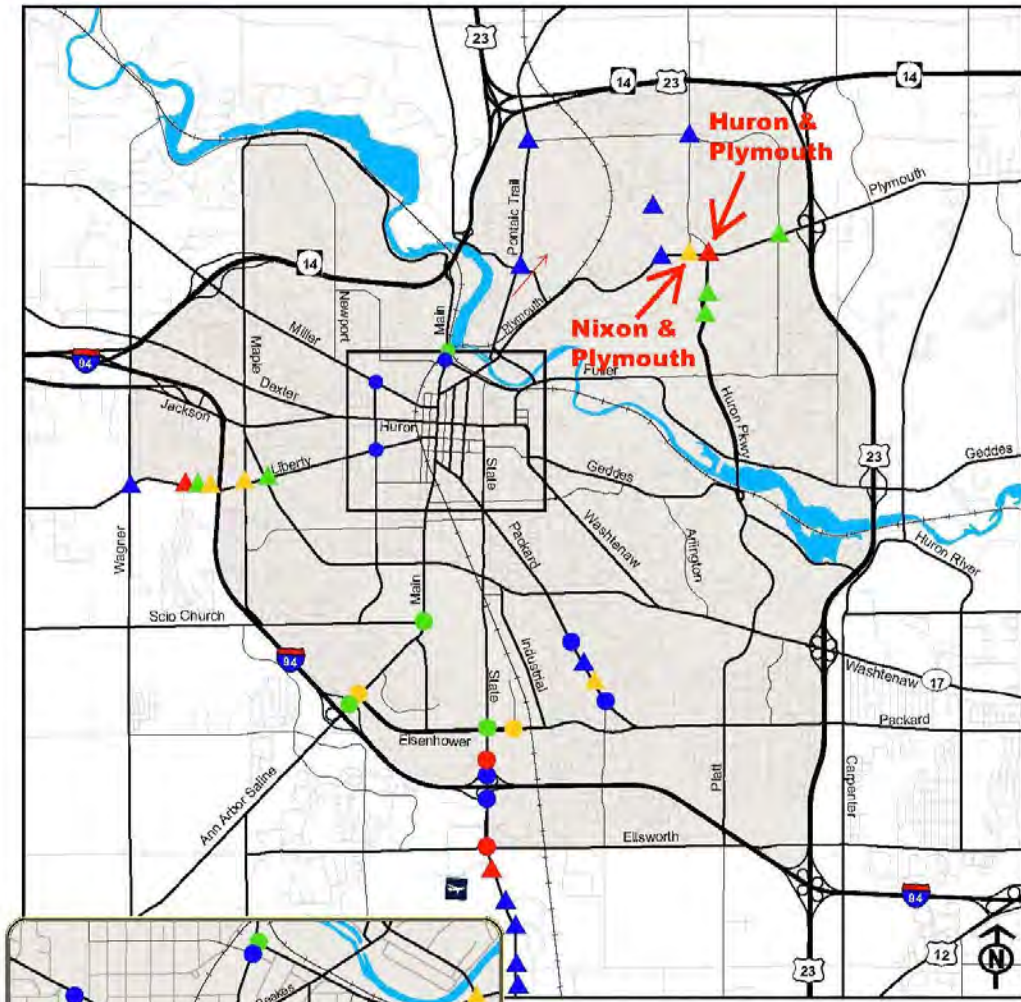 23
14
23
14
Huron &
Plymouth
Plymouth
Pontaic Trail
14
Newport
Main
Plymouth
Nixon &
Plymouth
Miller
Maple
94
Dexter
Fuller
Jackson
Huron
Huron Pkwy
Liberty
State
Geddes
23
Geddes
Packard
Washtenaw
Arlington
Huron River
Wagner
Main
Scio Church
Industrial
94
State
Washtenaw
17
Packard
Eisenhower
Ann Arbor Saline
Platt
Carpenter
Ellsworth
94
12
N
23
Beakes